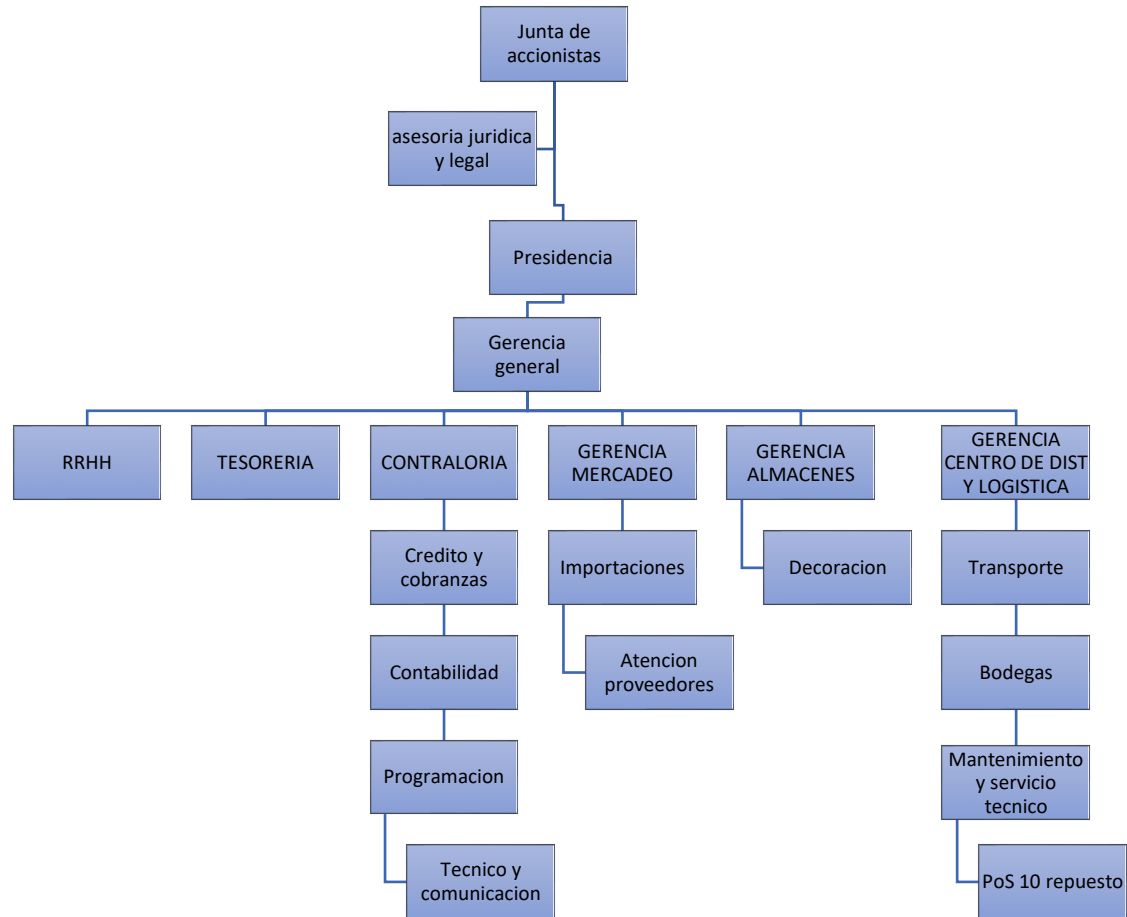 Junta de
accionistas
asesoria juridica
y legal
Presidencia
Gerencia
general
RRHH
TESORERIA
CONTRALORIA
GERENCIA
MERCADEO
GERENCIA
ALMACENES
GERENCIA
CENTRO DE DIST
Y LOGISTICA
Credito y
cobranzas
Importaciones
Decoracion
Transporte
Contabilidad
Atencion
proveedores
Bodegas
Programacion
Mantenimiento
y servicio
tecnico
Tecnico y
comunicacion
PoS 10 repuesto